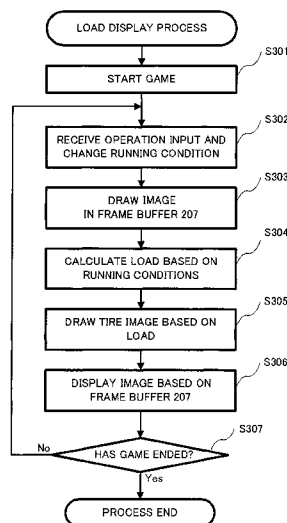 LOAD DISPLAY PROCESS
S301
START GAME
S302
RECEIVE OPERATION INPUT AND
CHANGE RUNNING CONDITION
S303
DRAW IMAGE
IN FRAME BUFFER 207
S304
CALCULATE LOAD BASED ON
RUNNING CONDITIONS
S305
DRAW TIRE IMAGE BASED ON
LOAD
S306
DISPLAY IMAGE BASED ON
FRAME BUFFER 207
S307
No
HAS GAME ENDED?
Yes
PROCESS END